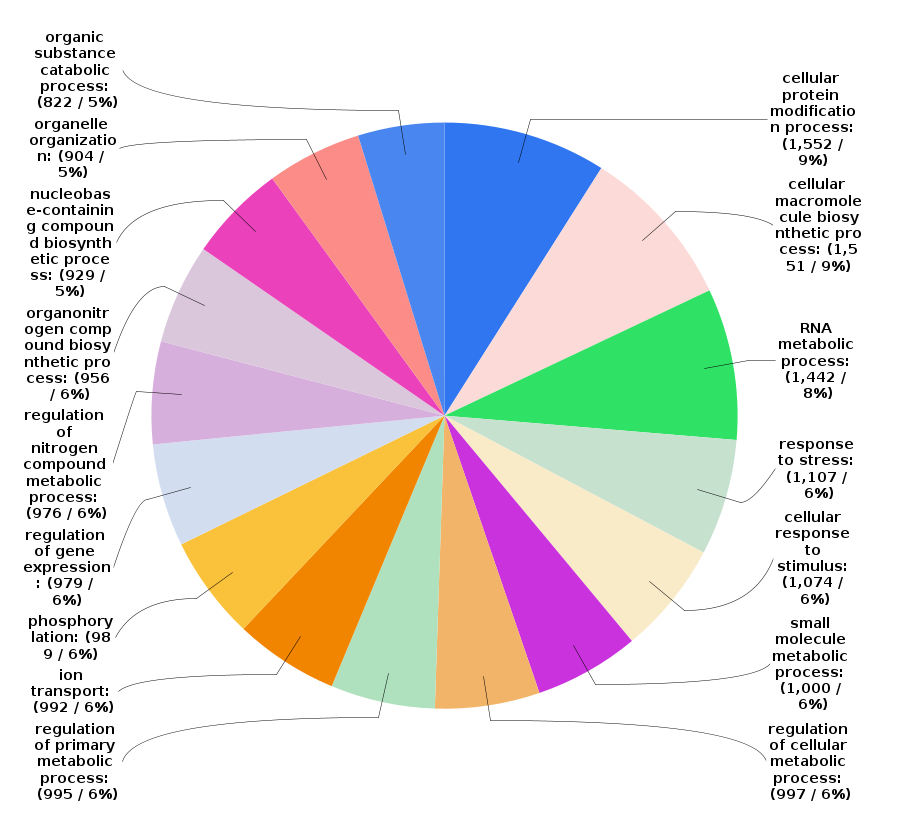 organic
substance
catabolic
process:
(822 / 5%)
organelle
organizatio
n: (904 /
5%)
nucleobas
e-containin
g compoun
d biosynth
etic proce
ss: (929 /
5%)
organonitr
ogen comp
ound biosy
nthetic pro
cess: (956
/ 6%)
regulation
of
nitrogen
compound
metabolic
process:
(976 / 6%)
regulation
of gene
expression
: (979 /
6%)
phosphory
lation: (98
9 / 6%)
ion
transport:
(992 / 6%)
regulation
of primary
metabolic
process:
(995 / 6%)
cellular
protein
modificatio
n process:
(1,552 /
9%)
cellular
macromole
cule biosy
nthetic pro
cess: (1,5
51 / 9%)
RNA
metabolic
process:
(1,442 /
8%)
response
to stress:
(1,107 /
6%)
cellular
response
to
stimulus:
(1,074 /
6%)
small
molecule
metabolic
process:
(1,000 /
6%)
regulation
of cellular
metabolic
process:
(997 / 6%)